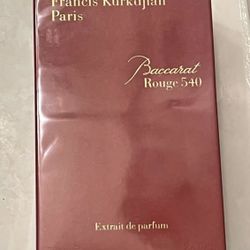 Francis Kurkdjian
Paris
Baccarat
Rouge 540
Extrait de parfum